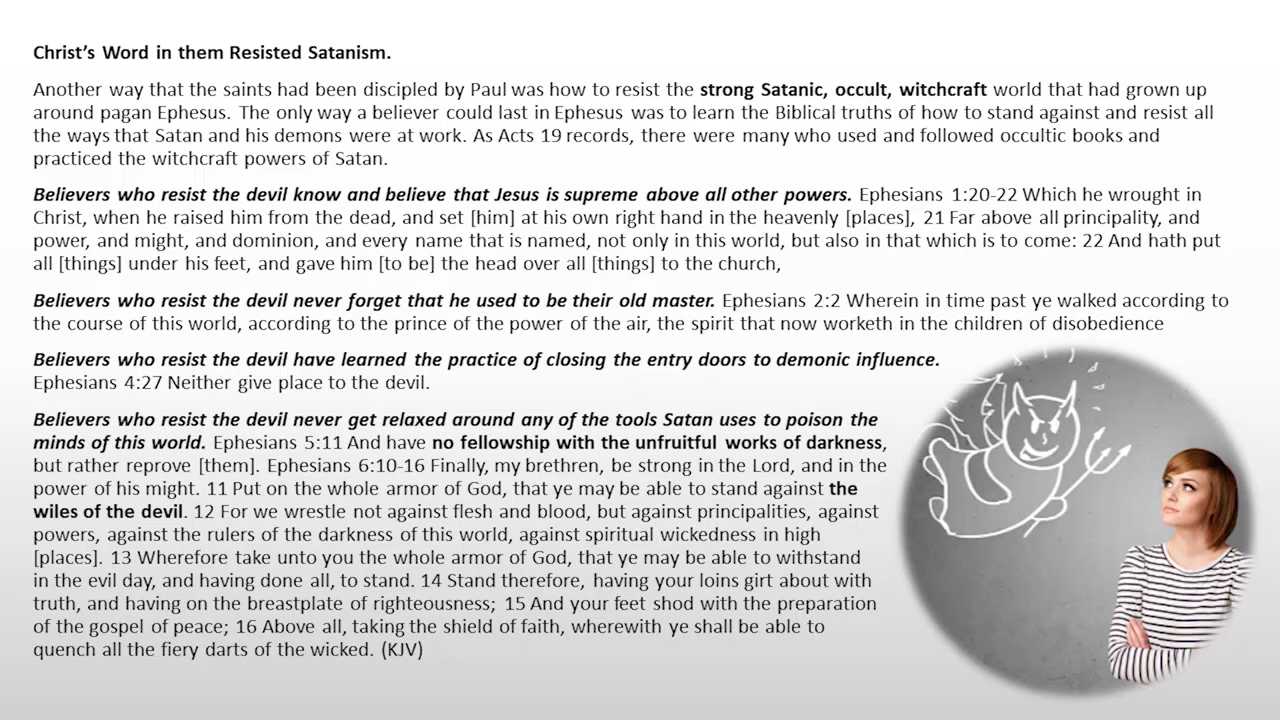 Christ's Word in them Resisted Satanism.
Another way that the saints had been discipled by Paul was how to resist the strong Satanic, occult, witchcraft world that had grown up
around pagan Ephesus. The only way a believer could last in Ephesus was to learn the Biblical truths of how to stand against and resist all
the ways that Satan and his demons were at work. As Acts 19 records, there were many who used and followed occultic books and
practiced the witchcraft powers of Satan.
Believers who resist the devil know and believe that Jesus is supreme above all other powers. Ephesians 1:20-22 Which he wrought in
Christ, when he raised him from the dead, and set [him] at his own right hand in the heavenly [places], 21 Far above all principality, and
power, and might, and dominion, and every name that is named, not only in this world, but also in that which is to come: 22 And hath put
all [things] under his feet, and gave him [to be] the head over all [things] to the church,
Believers who resist the devil never forget that he used to be their old master. Ephesians 2:2 Wherein in time past ye walked according to
the course of this world, according to the prince of the power of the air, the spirit that now worketh in the children of disobedience
Believers who resist the devil have learned the practice of closing the entry doors to demonic influence.
Ephesians 4:27 Neither give place to the devil.
Believers who resist the devil never get relaxed around any of the tools Satan uses to poison the
minds of this world. Ephesians 5:11 And have no fellowship with the unfruitful works of darkness,
but rather reprove [them]. Ephesians 6:10-16 Finally, my brethren, be strong in the Lord, and in the
power of his might. 11 Put on the whole armor of God, that ye may be able to stand against the
wiles of the devil. 12 For we wrestle not against flesh and blood, but against principalities, against
powers, against the rulers of the darkness of this world, against spiritual wickedness in high
[places]. 13 Wherefore take unto you the whole armor of God, that ye may be able to withstand
in the evil day, and having done all, to stand. 14 Stand therefore, having your loins girt about with
truth, and having on the breastplate of righteousness; 15 And your feet shod with the preparation
of the gospel of peace; 16 Above all, taking the shield of faith, wherewith ye shall be able to
quench all the fiery darts of the wicked. (KJV)